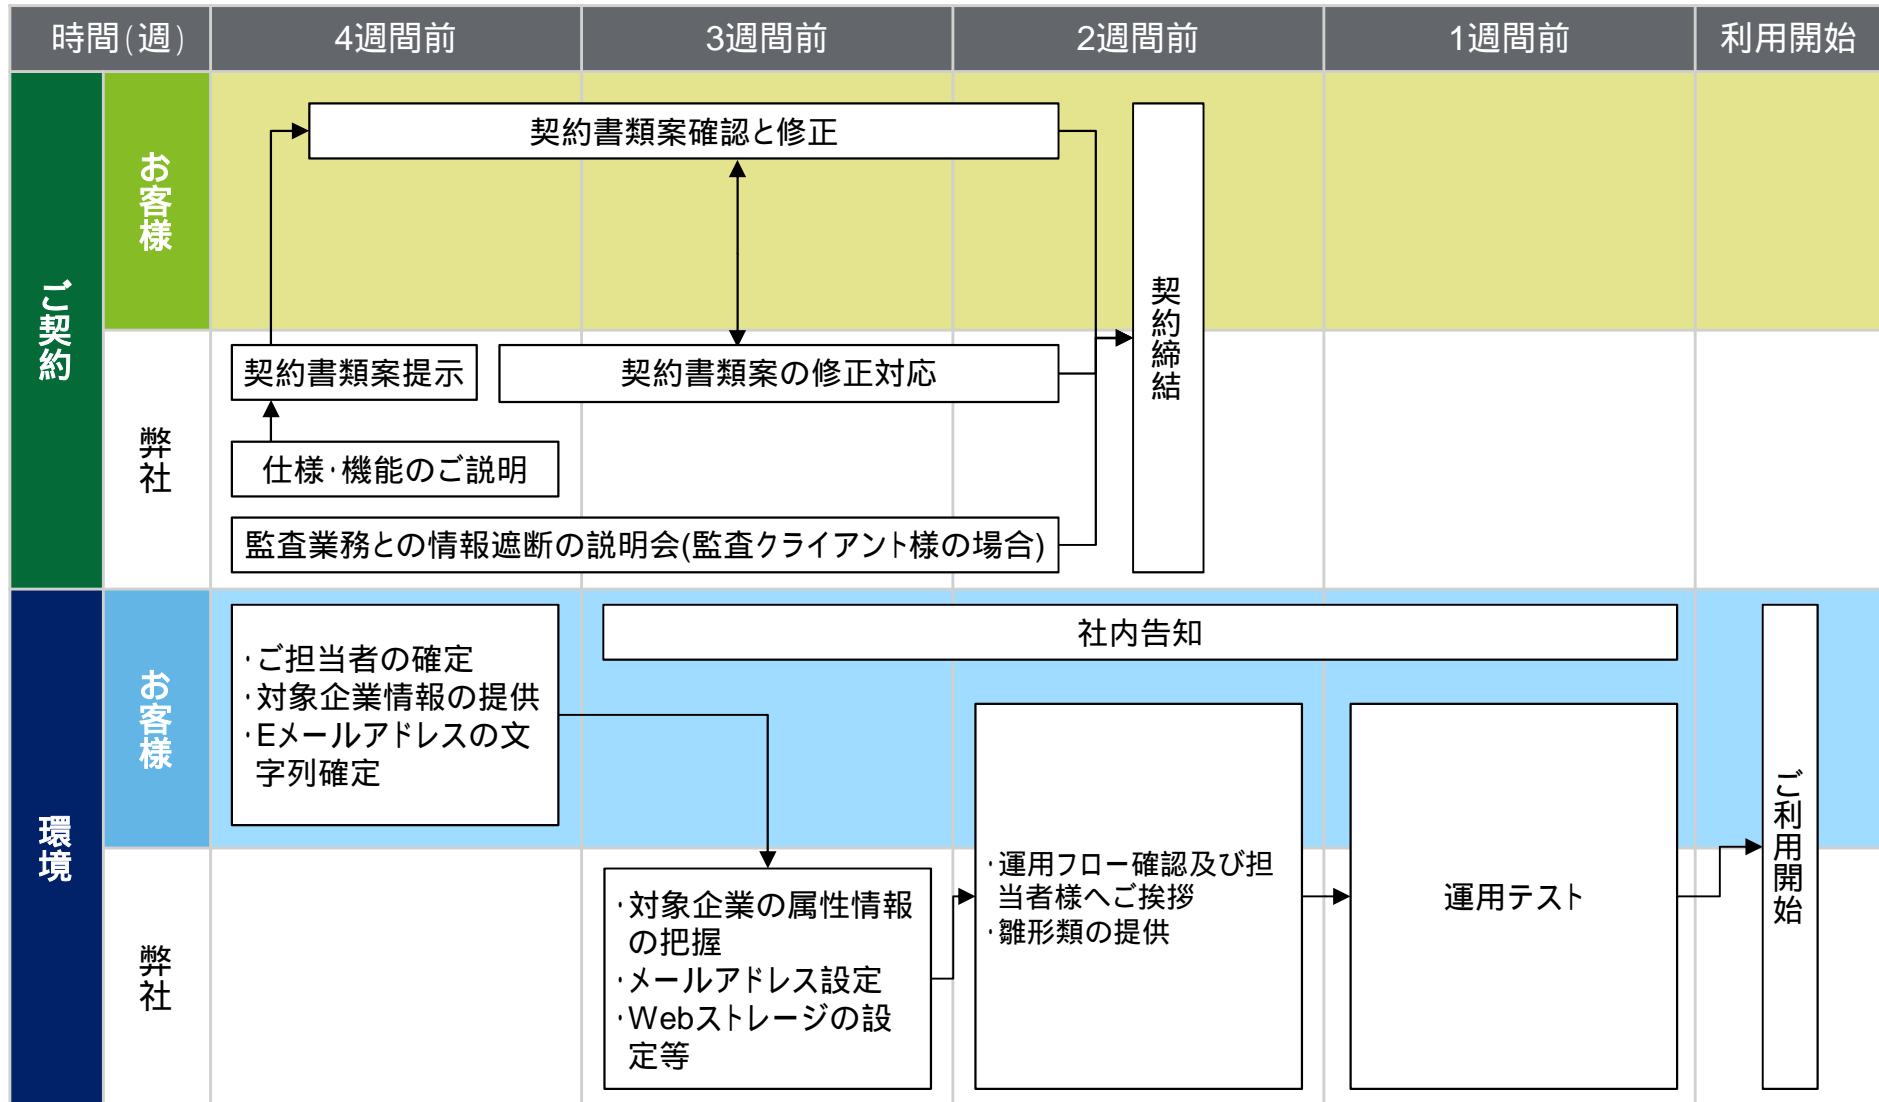 時間(週)
4週間前
3週間前
2週間前
1週間前
利用開始
ご契約
お客様
契約書類案確認と修正
契約締結
弊社
契約書類案提示
契約書類案の修正対応
仕様・機能のご説明
監査業務との情報遮断の説明会(監査クライアント様の場合)
環境
お客様
・ご担当者の確定
・対象企業情報の提供
・Eメールアドレスの文
字列確定
社内告知
ご利用開始
弊社
・対象企業の属性情報
の把握
・メールアドレス設定
・Webストレージの設
定等
・運用フロー確認及び担
当者様へご挨拶
・雛形類の提供
運用テスト